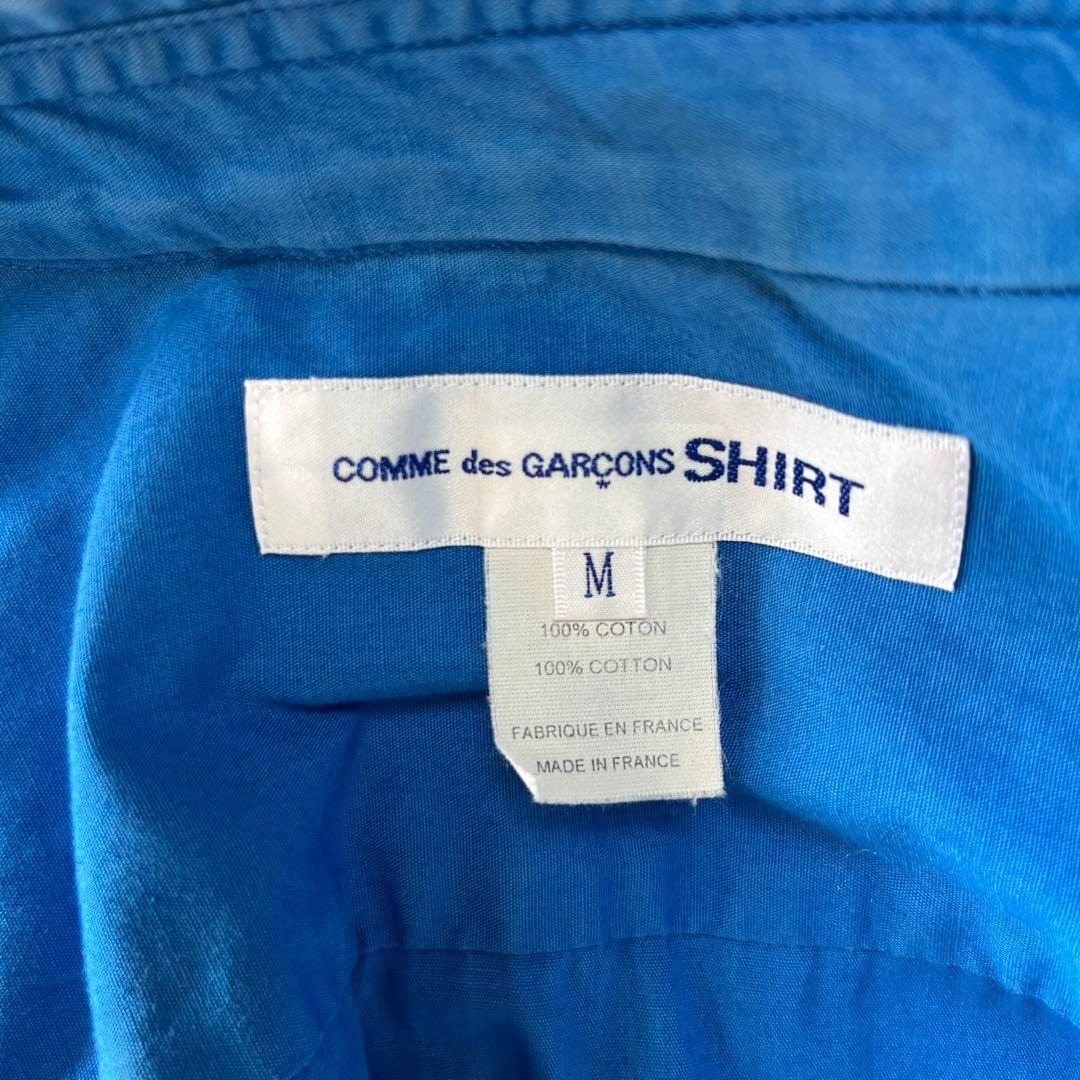 COMME des GARÇONS SHIRT
M
100% COTON
100% COTTON
FABRIQUE EN FRANCE
MADE IN FRANCE